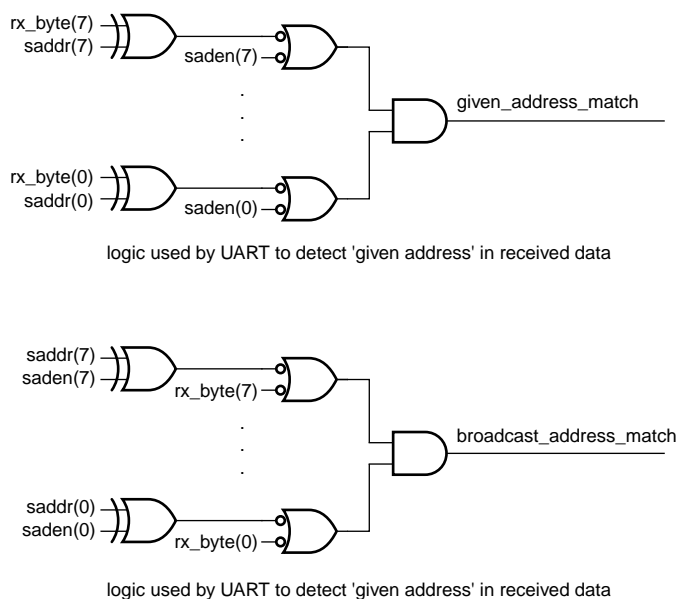 rx_byte(7)
saddr(7)
saden(7)
given_address_match
rx_byte(0)
saddr(0)
saden(0)
logic used by UART to detect 'given address' in received data
saddr(7)
saden(7)
rx_byte(7)
broadcast_address_match
saddr(0)
saden(0)
rx_byte(0)
logic used by UART to detect 'given address' in received data